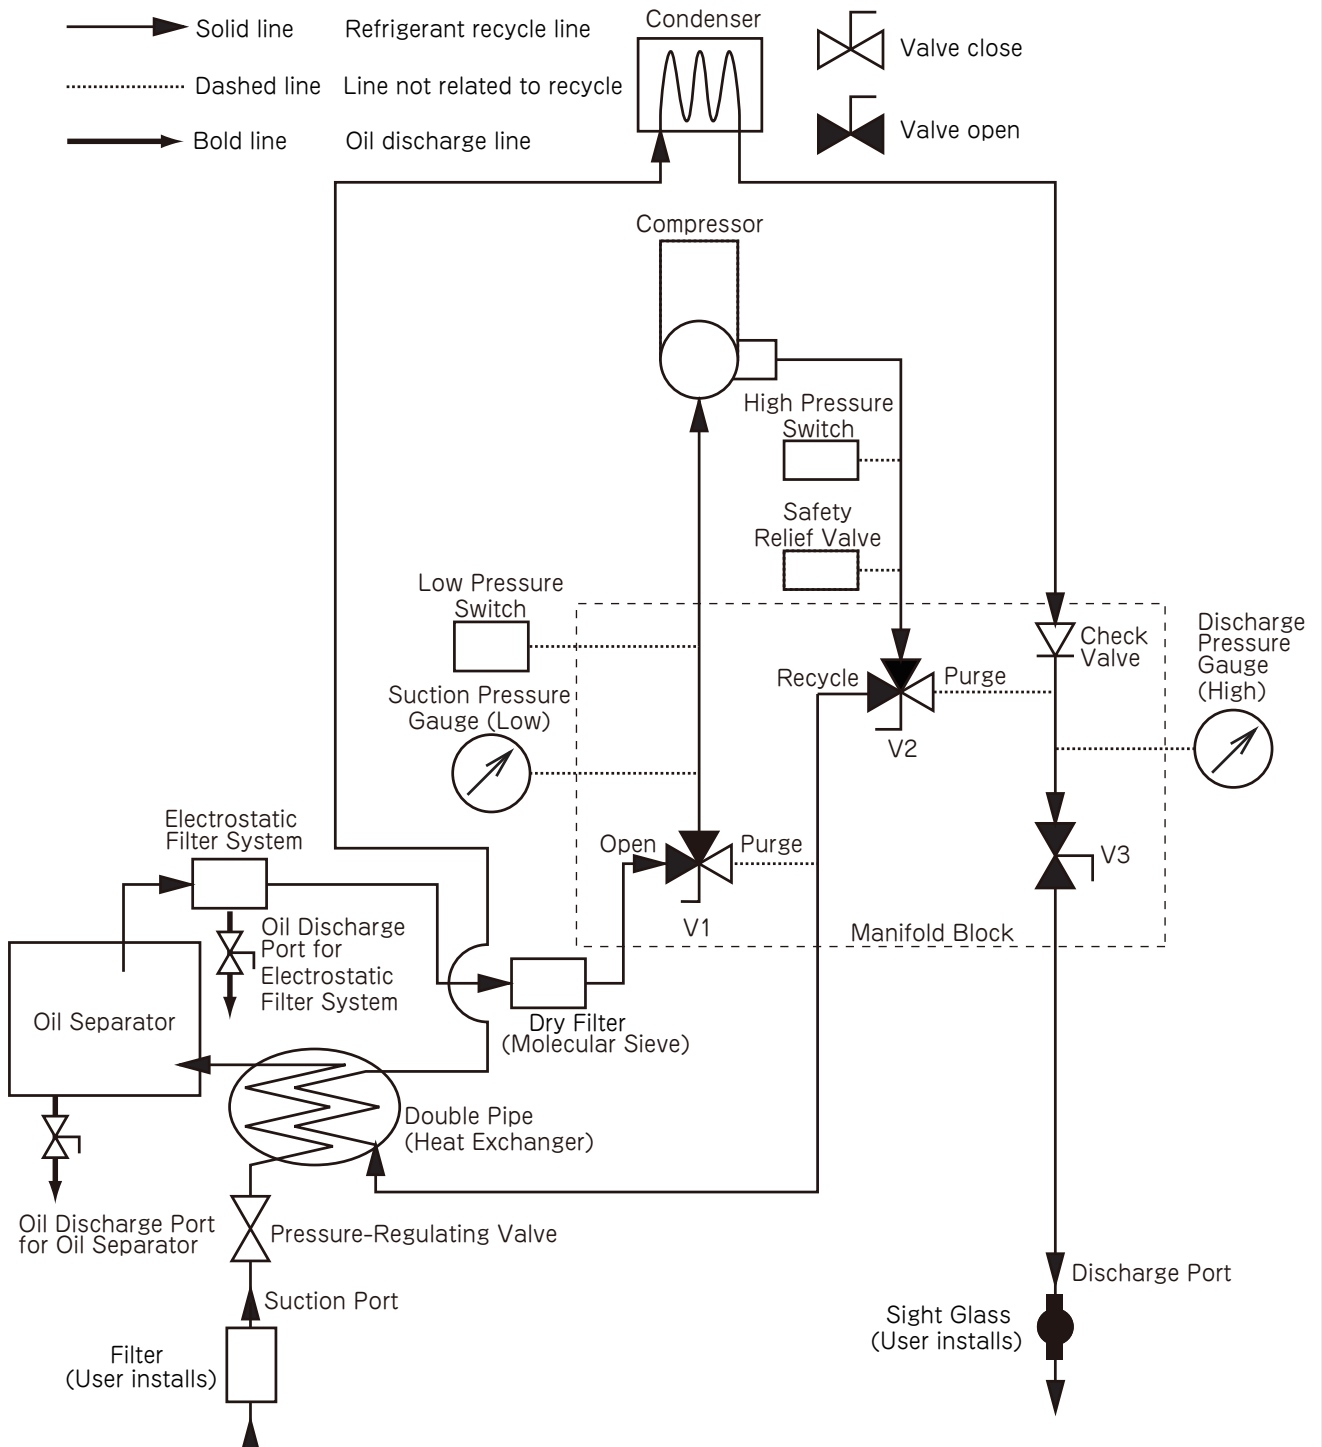 Solid line
Refrigerant recycle line
Dashed line
Line not related to recycle
Bold line
Oil discharge line
Condenser
Valve close
Valve open
Compressor
High Pressure
Switch
Safety
Relief Valve
Low Pressure
Switch
Suction Pressure
Gauge (Low)
Recycle
Purge
V2
Check
Valve
Discharge
Pressure
Gauge
(High)
Electrostatic
Filter System
Open
Purge
V1
V3
Manifold Block
Oil Discharge
Port for
Electrostatic
Filter System
Oil Separator
Dry Filter
(Molecular Sieve)
Double Pipe
(Heat Exchanger)
Oil Discharge Port
for Oil Separator
Pressure-Regulating Valve
Suction Port
Filter
(User installs)
Discharge Port
Sight Glass
(User installs)